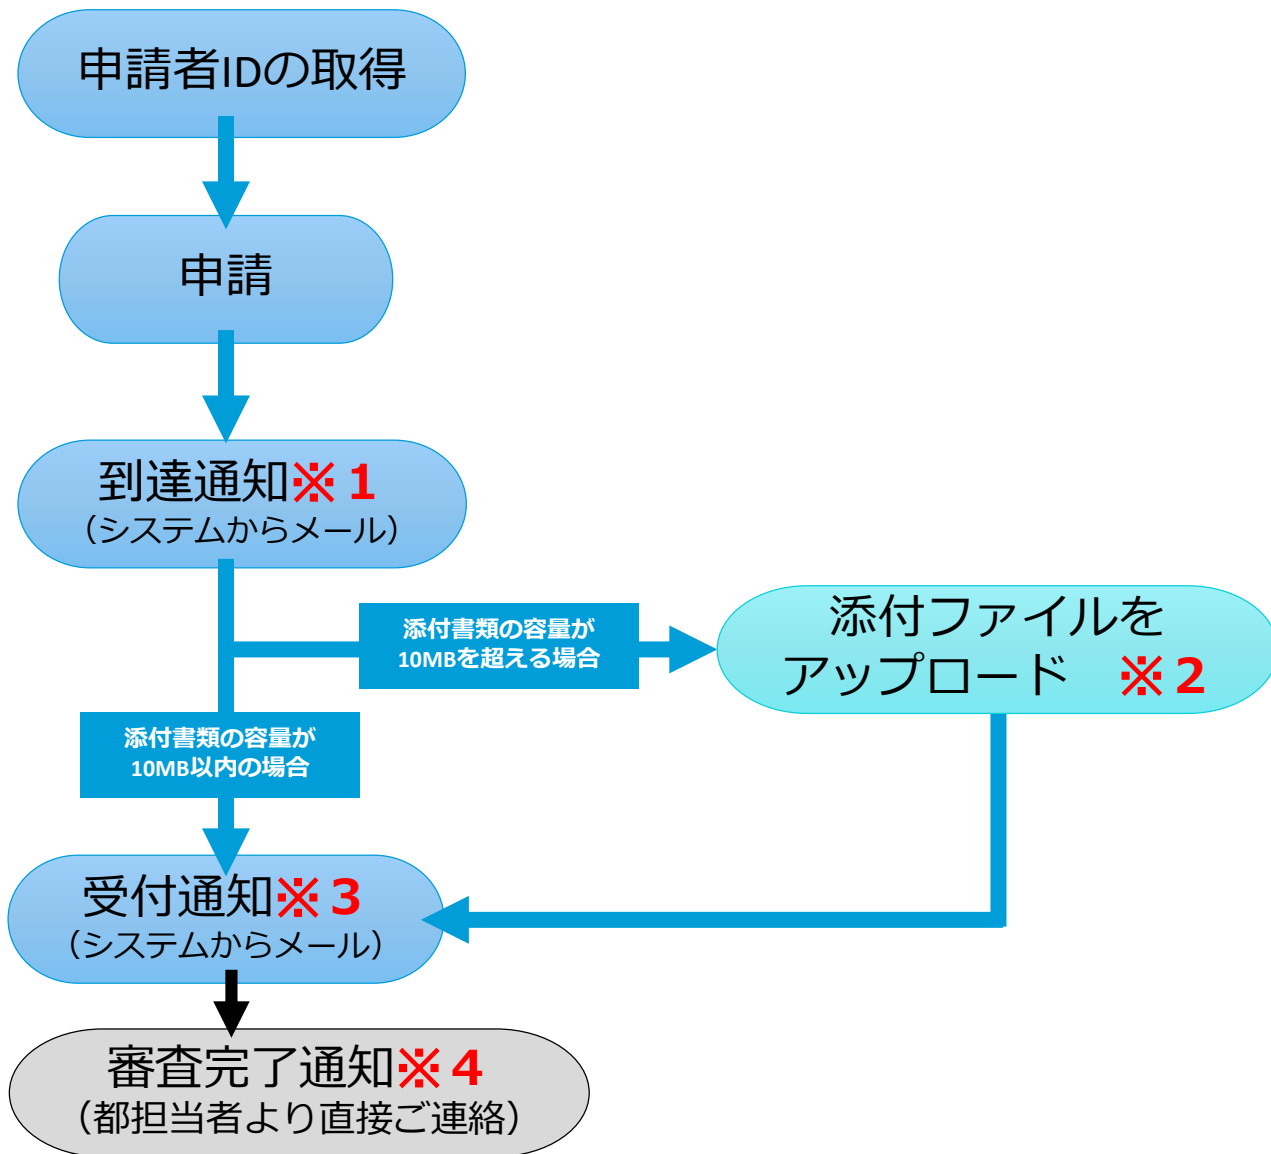 申請者IDの取得
申請
到達通知※１
（システムからメール）
添付書類の容量が
10MBを超える場合
添付ファイルを
アップロード　※２
添付書類の容量が
10MB以内の場合
受付通知※３
（システムからメール）
審査完了通知※４
（都担当者より直接ご連絡）